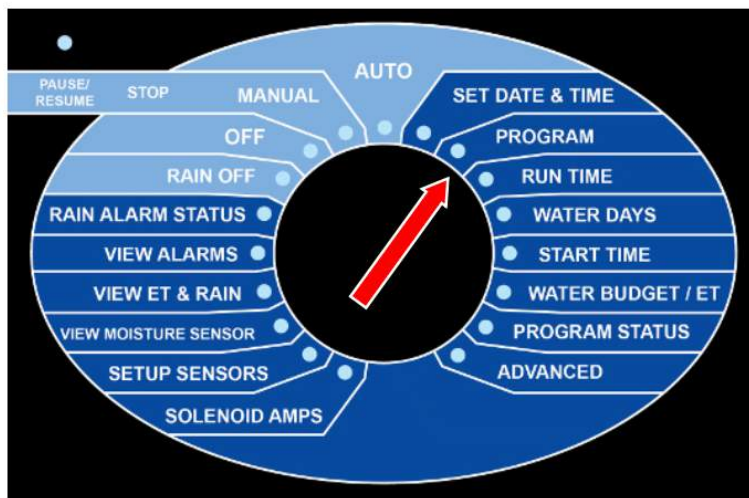 AUTO
PAUSE/
RESUME
STOP
MANUAL
OFF
RAIN OFF
RAIN ALARM STATUS
VIEW ALARMS
VIEW ET & RAIN
VIEW MOISTURE SENSOR
SETUP SENSORS
SOLENOID AMPS
SET DATE & TIME
PROGRAM
RUN TIME
WATER DAYS
START TIME
WATER BUDGET / ET
PROGRAM STATUS
ADVANCED